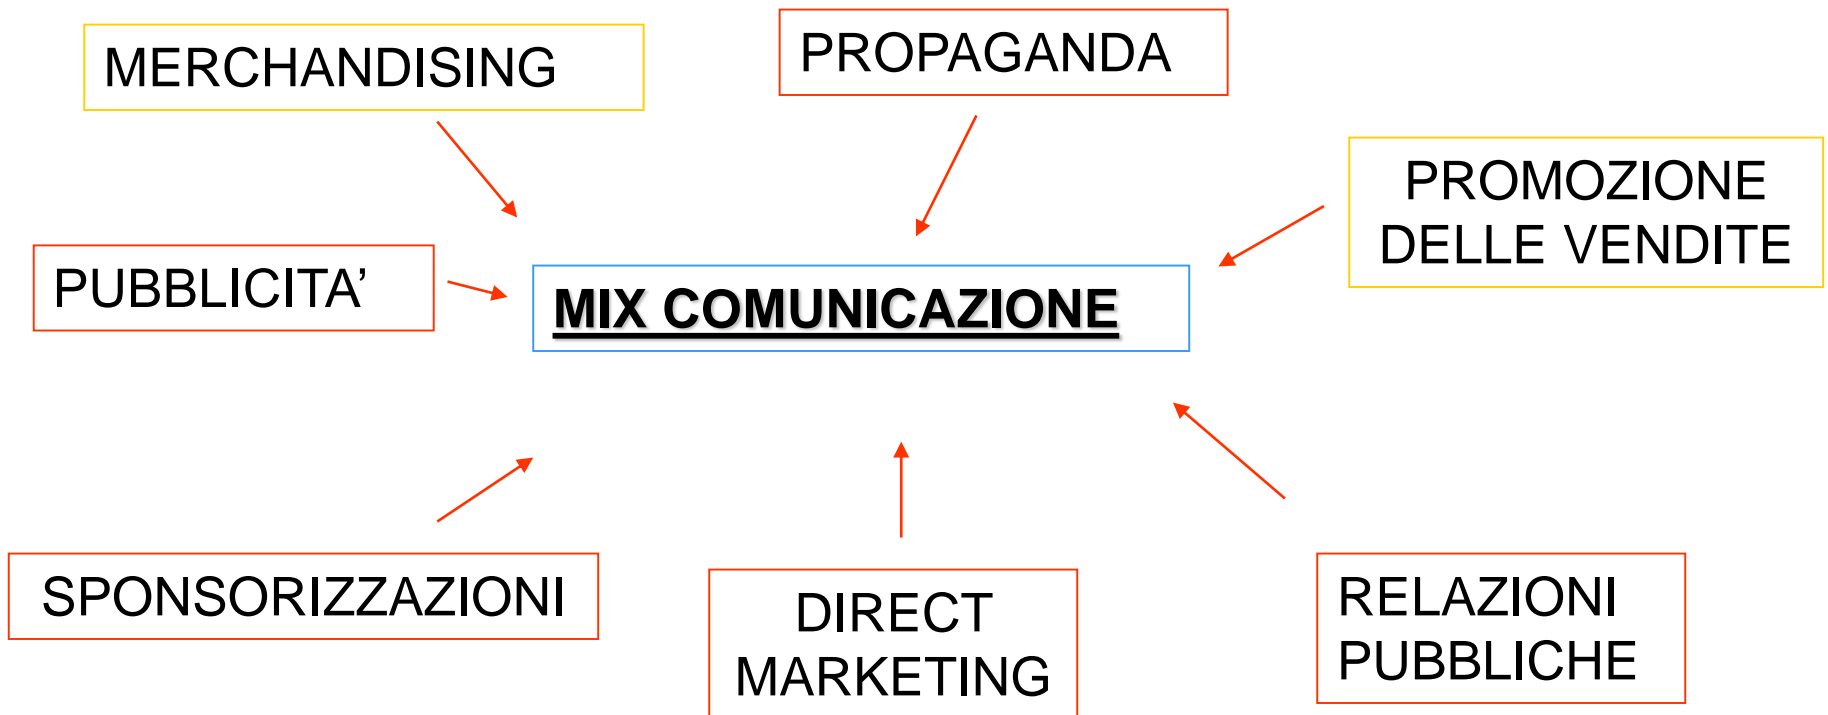 MERCHANDISING
PROPAGANDA
PROMOZIONE
DELLE VENDITE
PUBBLICITA’
MIX COMUNICAZIONE
SPONSORIZZAZIONI
DIRECT
MARKETING
RELAZIONI
PUBBLICHE